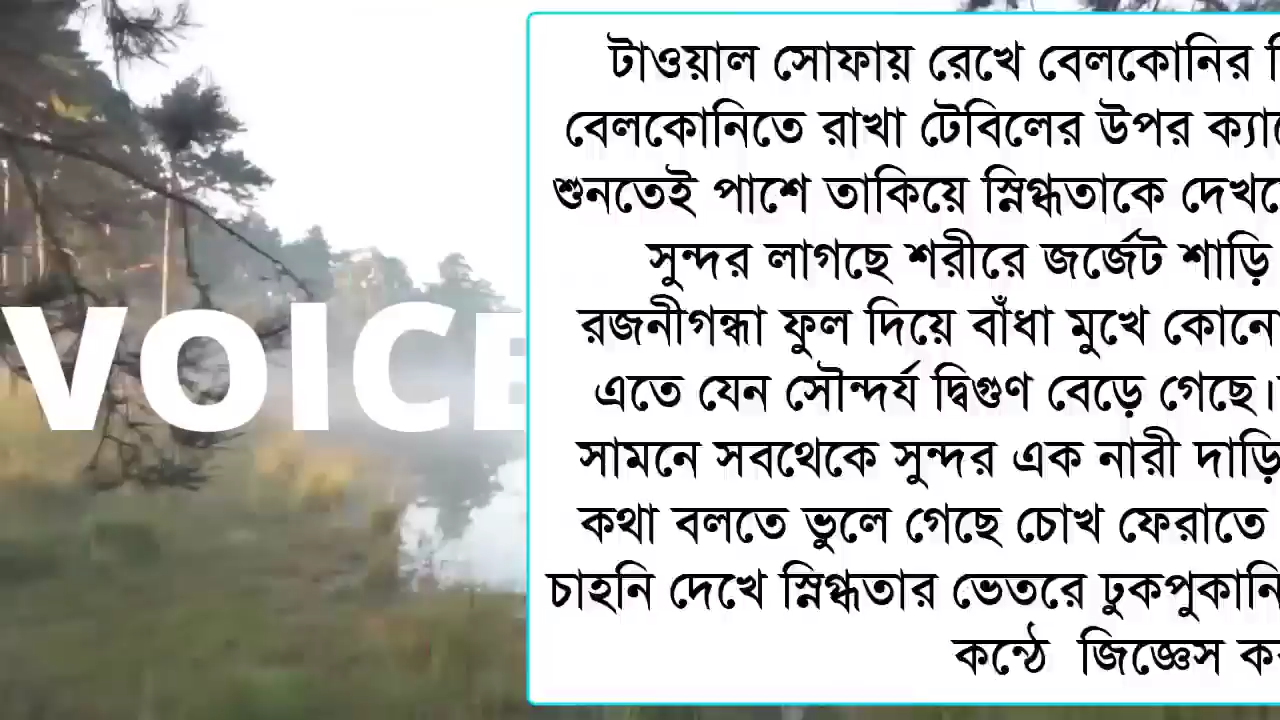 VOICE
টাওয়াল সোফায় রেখে বেলকোনির
বেলকোনিতে রাখা টেবিলের উপর
শুনতেই পাশে তাকিয়ে স্নিগ্ধতাকে
সুন্দর লাগছে শরীরে জর্জেট শাড়ি
রজনীগন্ধা ফুল দিয়ে বাঁধা মুখে
এতে যেন সৌন্দর্য দ্বিগুণ বেড়ে গেছে।
সামনে সবথেকে সুন্দর এক নারী
কথা বলতে ভুলে গেছে চোখ ফেরাতে
চাহনি দেখে স্নিগ্ধতার ভেতরে
কন্ঠে জিজ্ঞেস